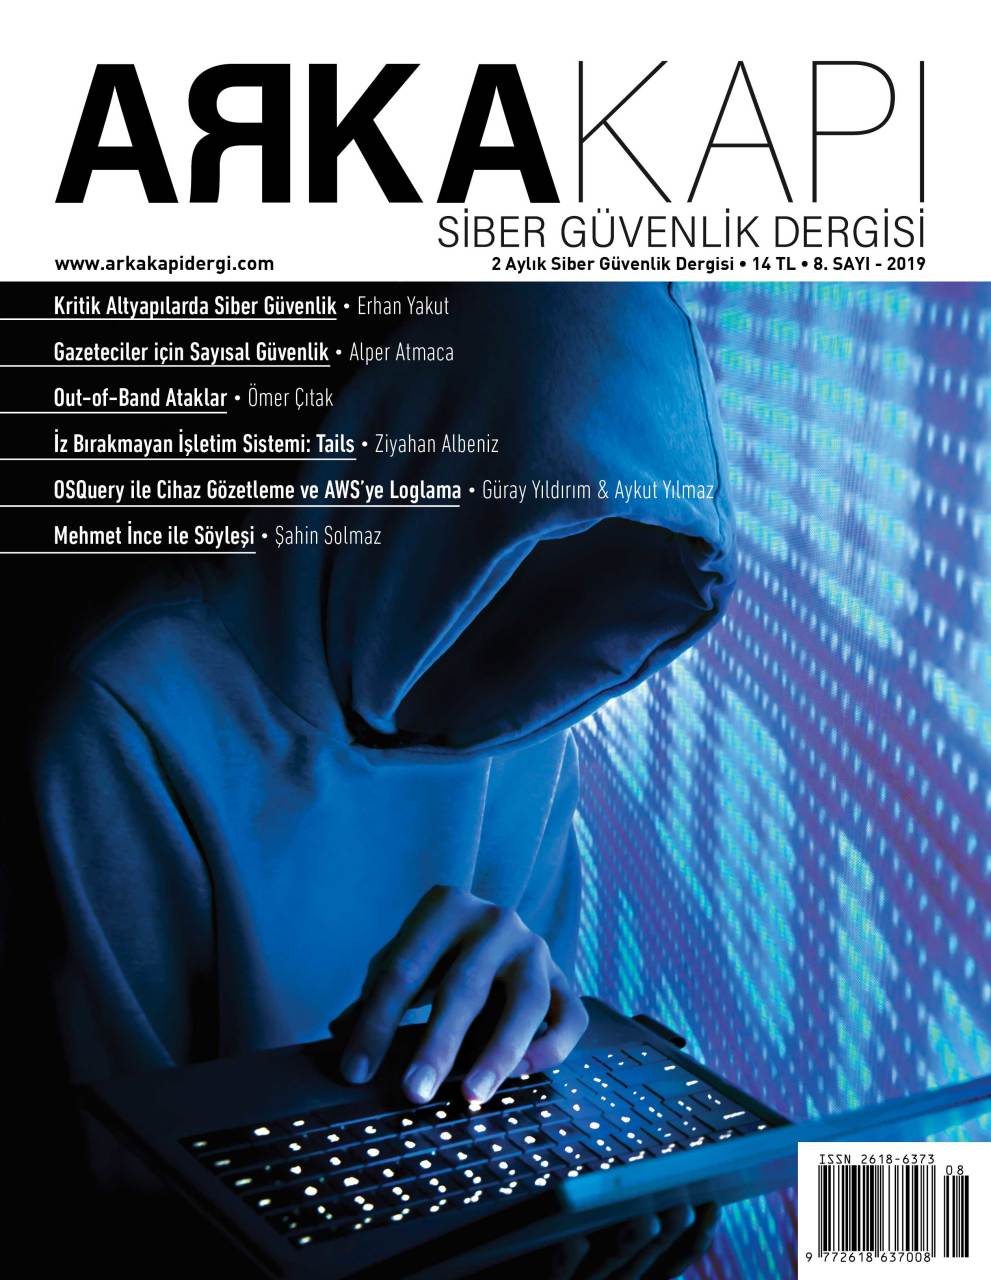 ARKAKAPI
SİBER GÜVENLİK DERGİSİ
www.arkakapidergi.com
2 Aylık Siber Güvenlik Dergisi • 14 TL • 8. SAYI - 2019
Kritik Altyapılarda Siber Güvenlik • Erhan Yakut
Gazeteciler için Sayısal Güvenlik • Alper Atmaca
Out-of-Band Ataklar • Ömer Çıtak
İz Bırakmayan İşletim Sistemi: Tails • Ziyahan Albeniz
OSQuery ile Cihaz Gözetleme ve AWS'ye Loglama • Güray Yıldırım & Aykut Yılmaz
Mehmet İnce ile Söyleşi • Şahin Solmaz
ISSN 2618-6373
08
9 772618 637008